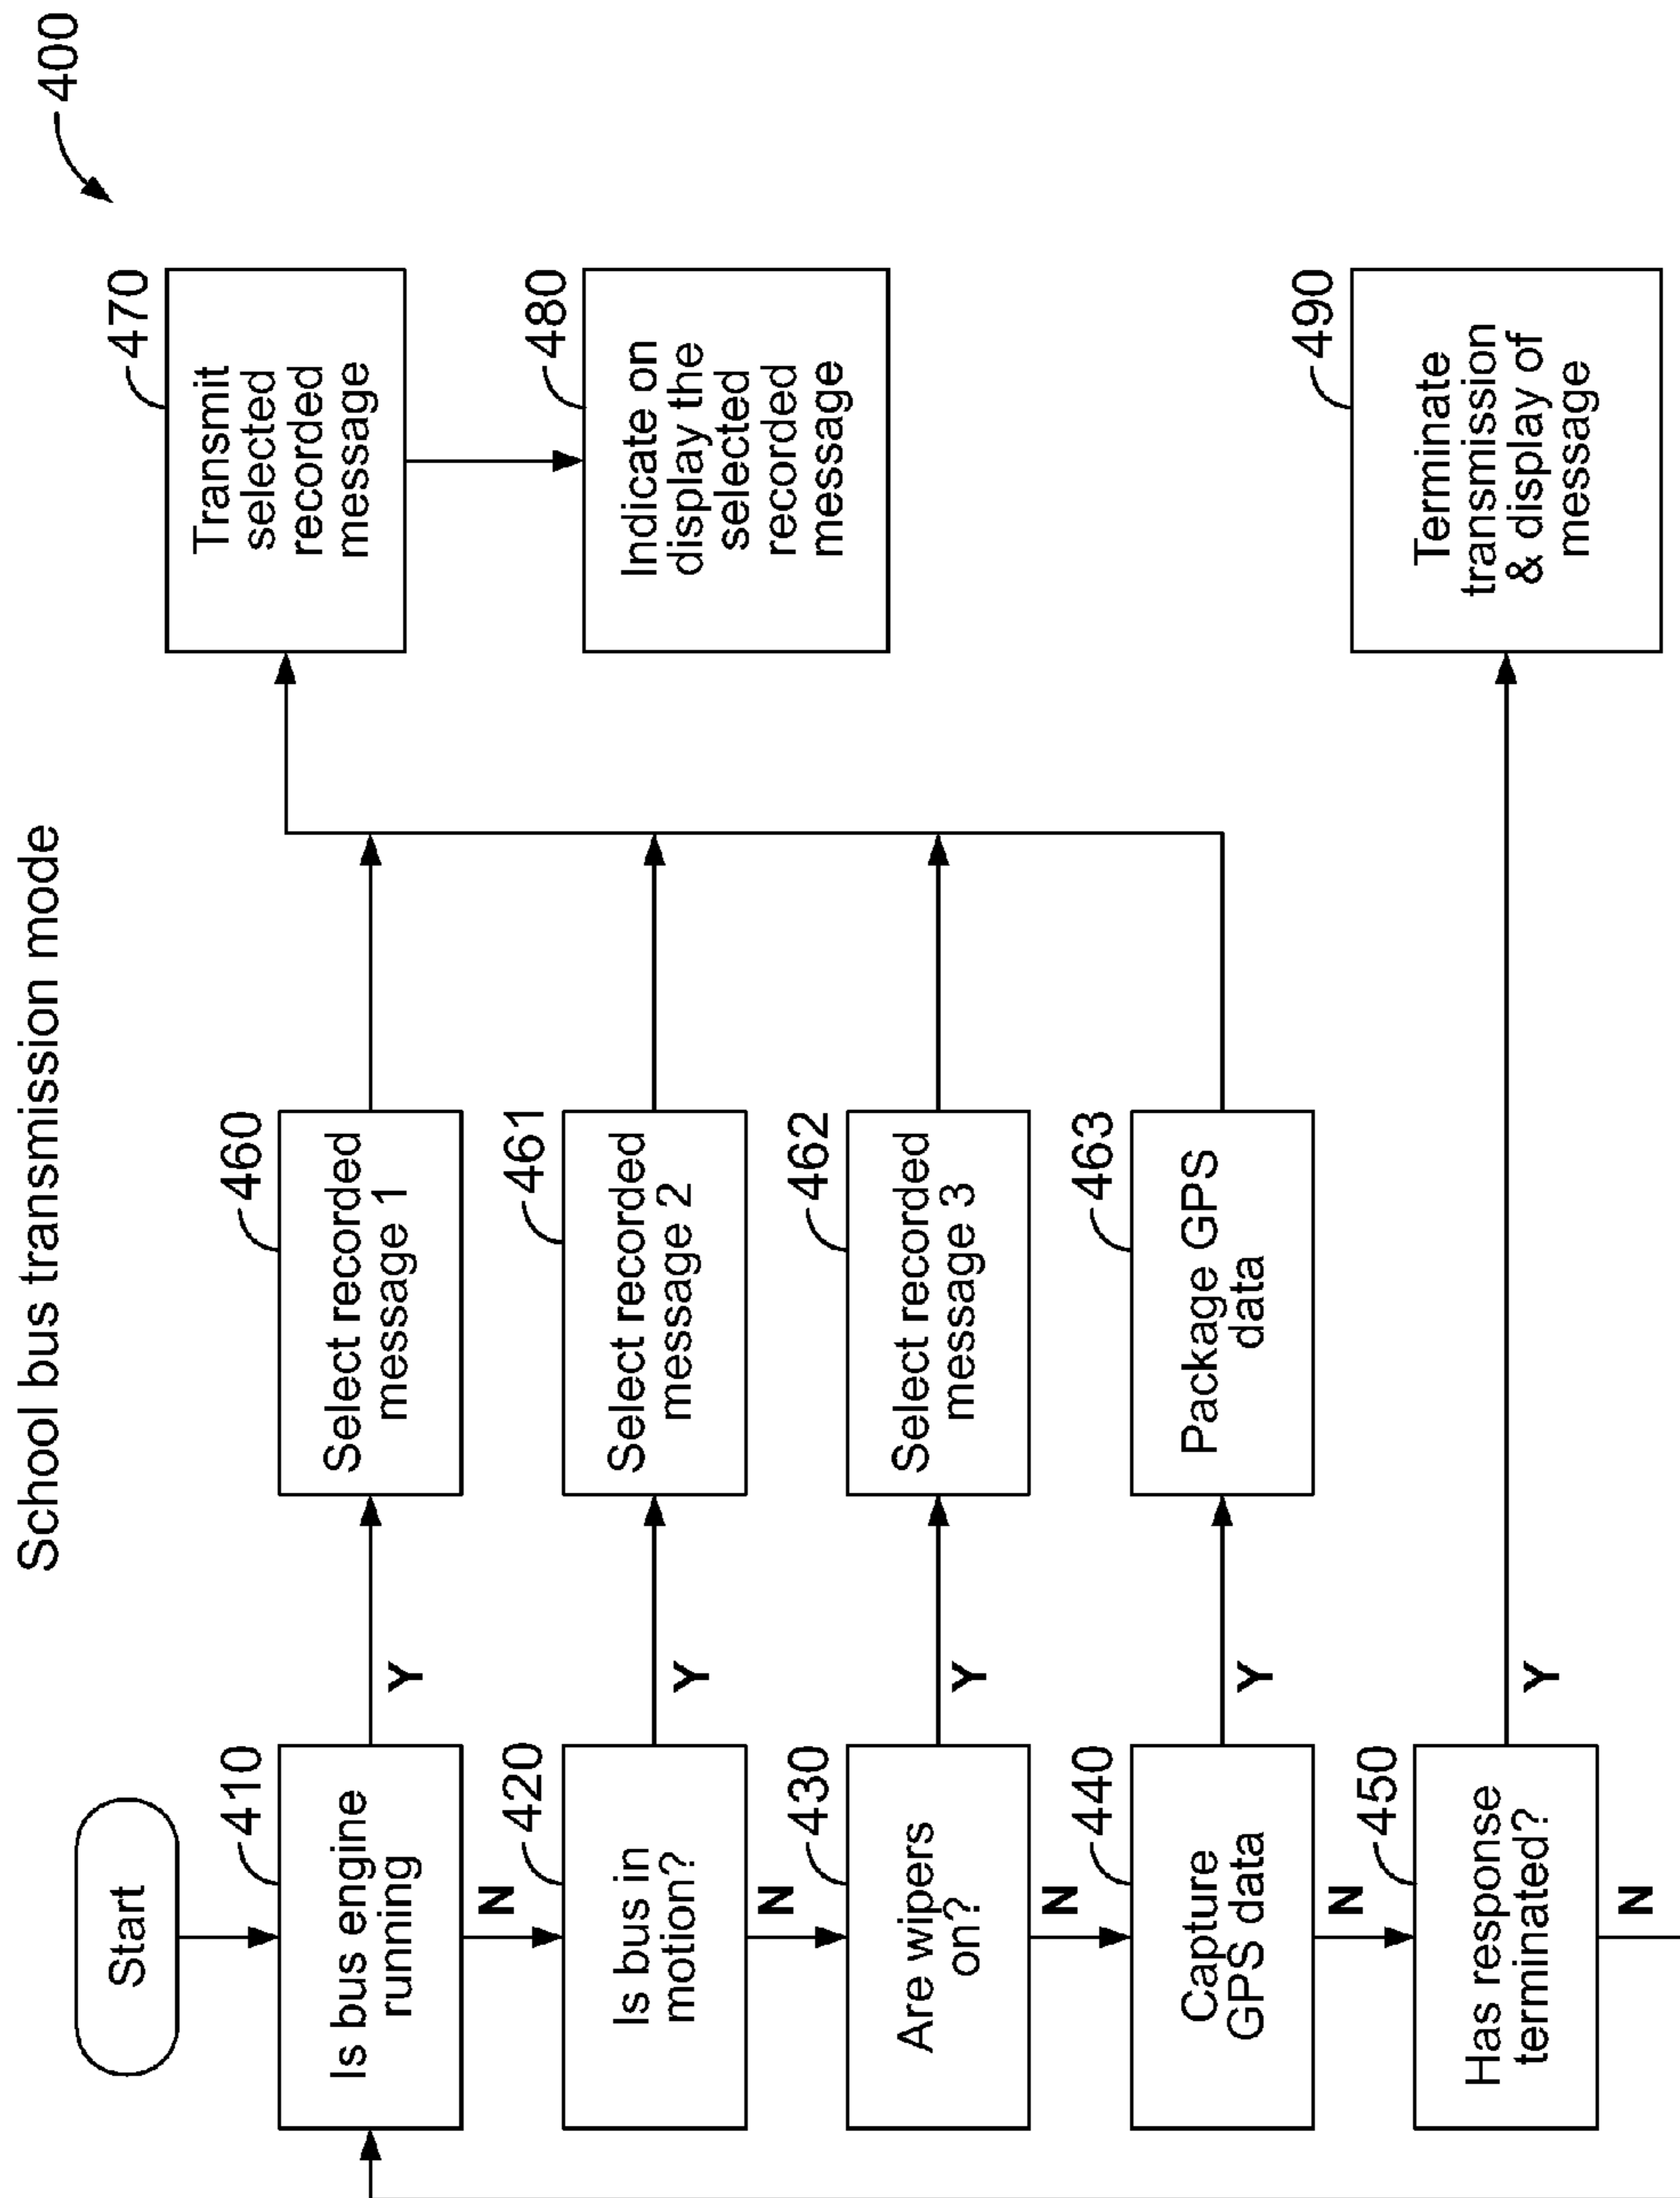 School bus transmission mode
400
Start
410
Is bus engine
running
Y
N
460
Select recorded
message 1
470
Transmit
selected
recorded
message
420
Is bus in
motion?
Y
N
461
Select recorded
message 2
480
Indicate on
display the
selected
recorded
message
430
Are wipers
on?
Y
N
462
Select recorded
message 3
440
Capture
GPS data
Y
N
463
Package GPS
data
450
Has response
terminated?
Y
N
490
Terminate
transmission
& display of
message